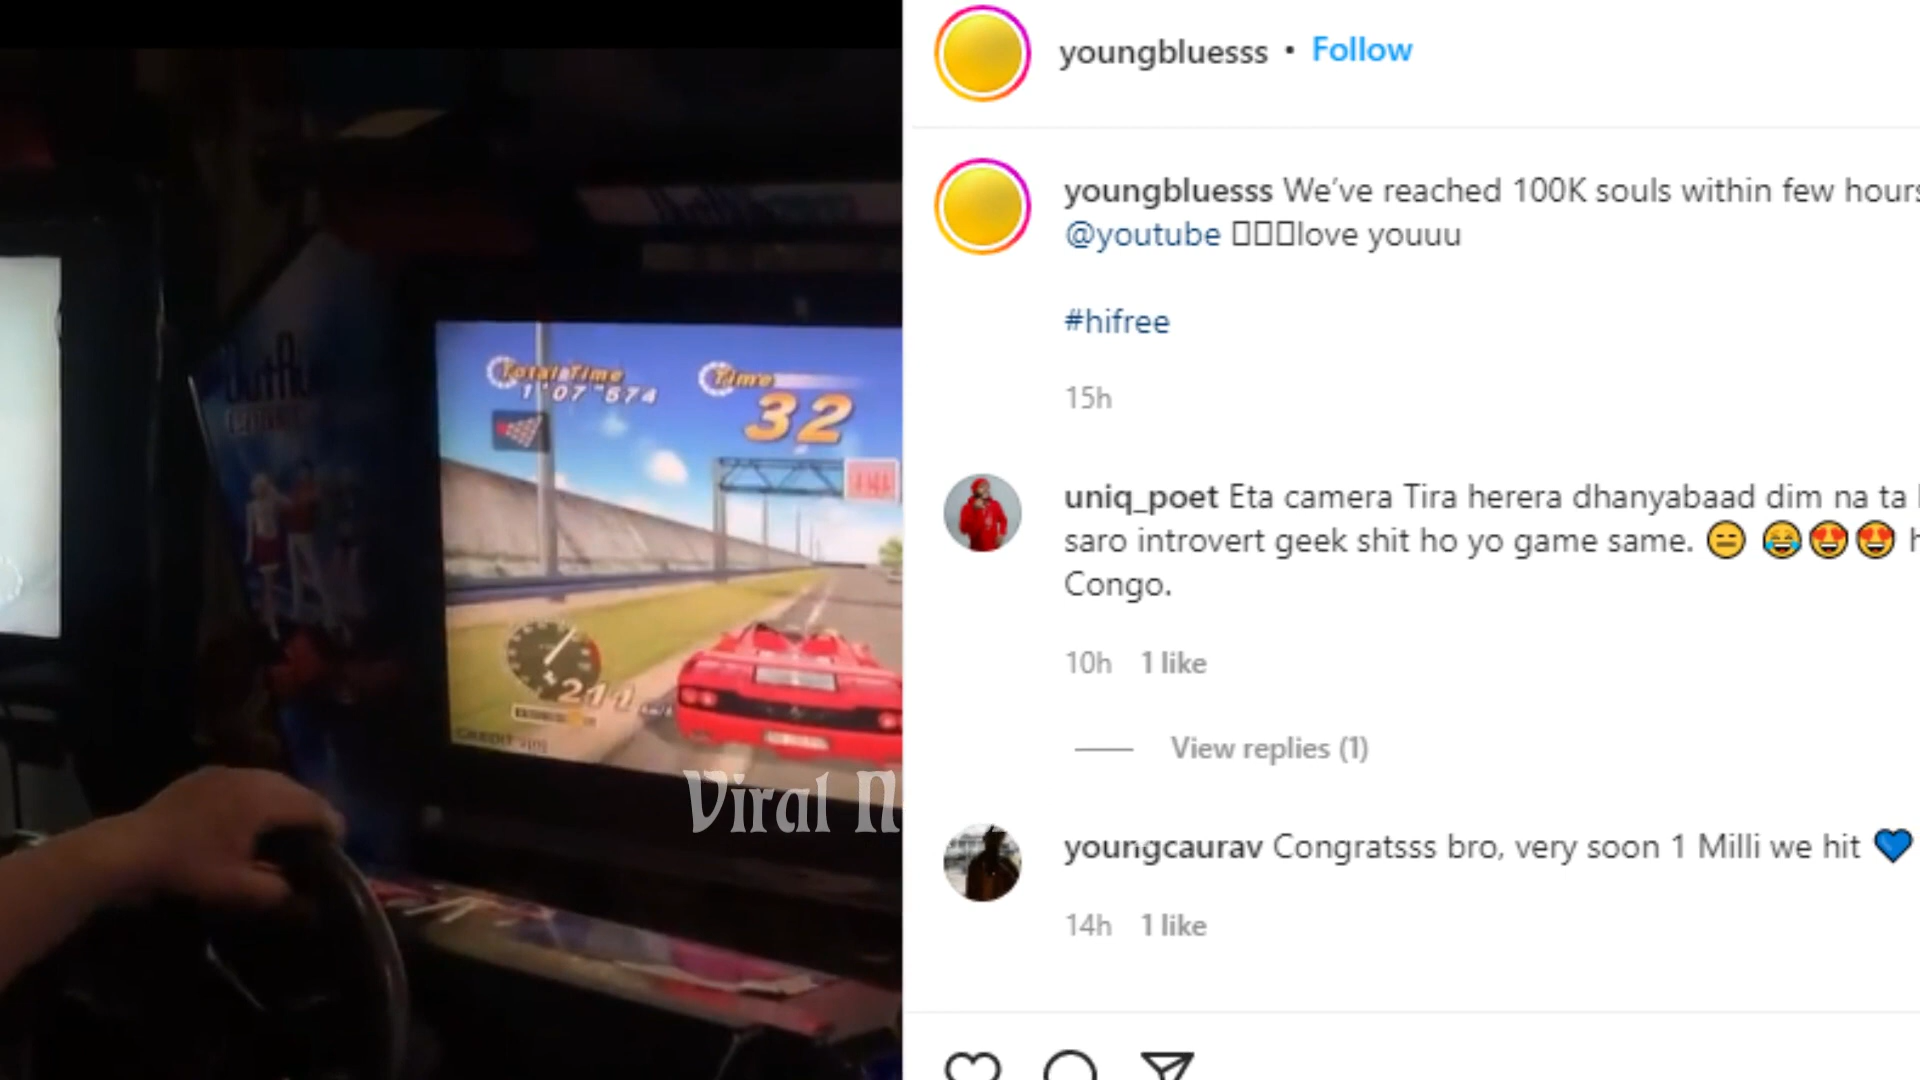 youngbluesss • Follow
youngbluesss We've reached 100K souls within few hours
@youtube love youuu
#hifree
15h
uniq_poet Eta camera Tira herera dhanyabaad dim na ta
saro introvert geek shit ho yo game same. 😑 😂😍😍
Congo.
10h 1 like
View replies (1)
youngcaurav Congratsss bro, very soon 1 Milli we hit 💙
14h 1 like
Total Time
1'07"574
Time
32
211 km/h
Viral N